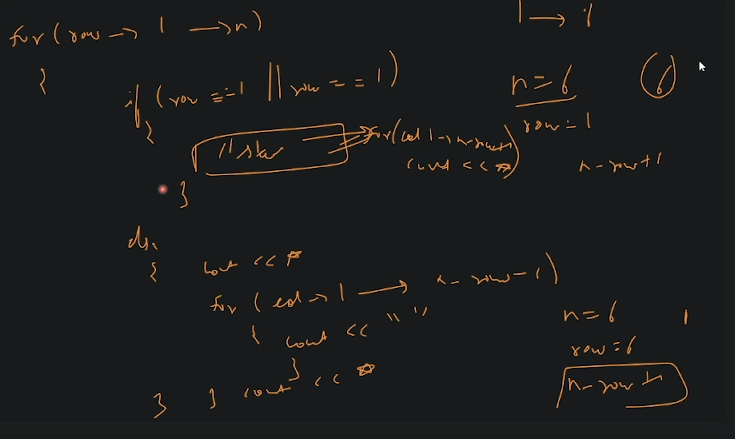 for (row -> 1 -> n)
1 -> 1
{
if (row == 1 || row == 1)
n = 6
6
{
row = 1
// star
for (col 1 -> n-row+1)
cout << *
n - row + 1
}
else
{
cout << *
for (col -> 1 -> n - row - 1)
{ cout << " "
}
cout << *
}
}
n = 6
1
row = 6
n - row + 1